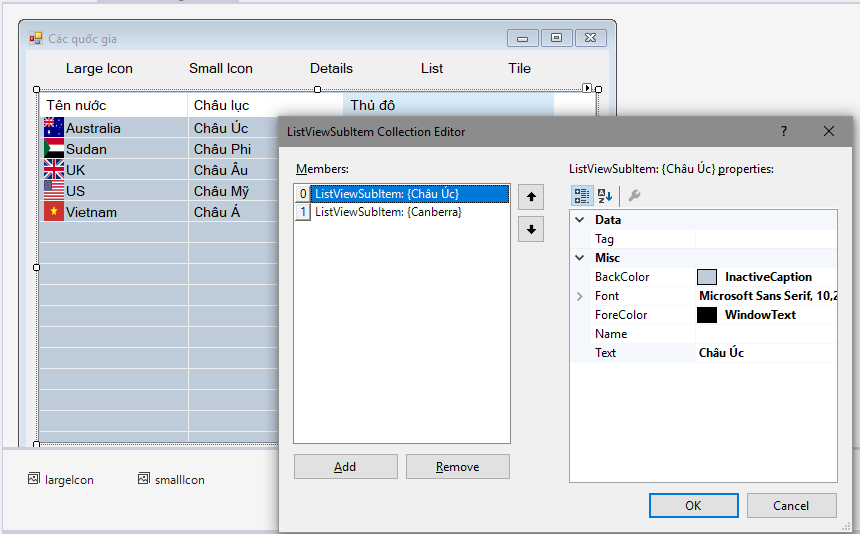 Các quốc gia
Large Icon Small Icon Details List Tile
Tên nước Châu lục Thủ đô
Australia Châu Úc
Sudan Châu Phi
UK Châu Âu
US Châu Mỹ
Vietnam Châu Á
largeIcon smallIcon
ListViewSubItem Collection Editor ?
Members:
0 ListViewSubItem: {Châu Úc}
1 ListViewSubItem: {Canberra}
Add Remove
ListViewSubItem: {Châu Úc} properties:
Data
Tag
Misc
BackColor InactiveCaption
Font Microsoft Sans Serif, 10,2
ForeColor WindowText
Name
Text Châu Úc
OK Cancel